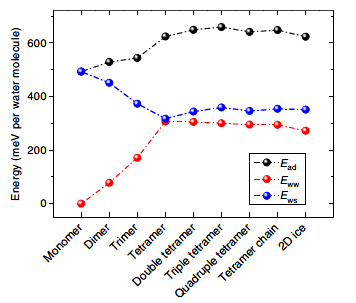 Energy (meV per water molecule)
600
400
200
0
E_ad
E_ww
E_ws
Monomer
Dimer
Trimer
Tetramer
Double tetramer
Triple tetramer
Quadruple tetramer
Tetramer chain
2D ice